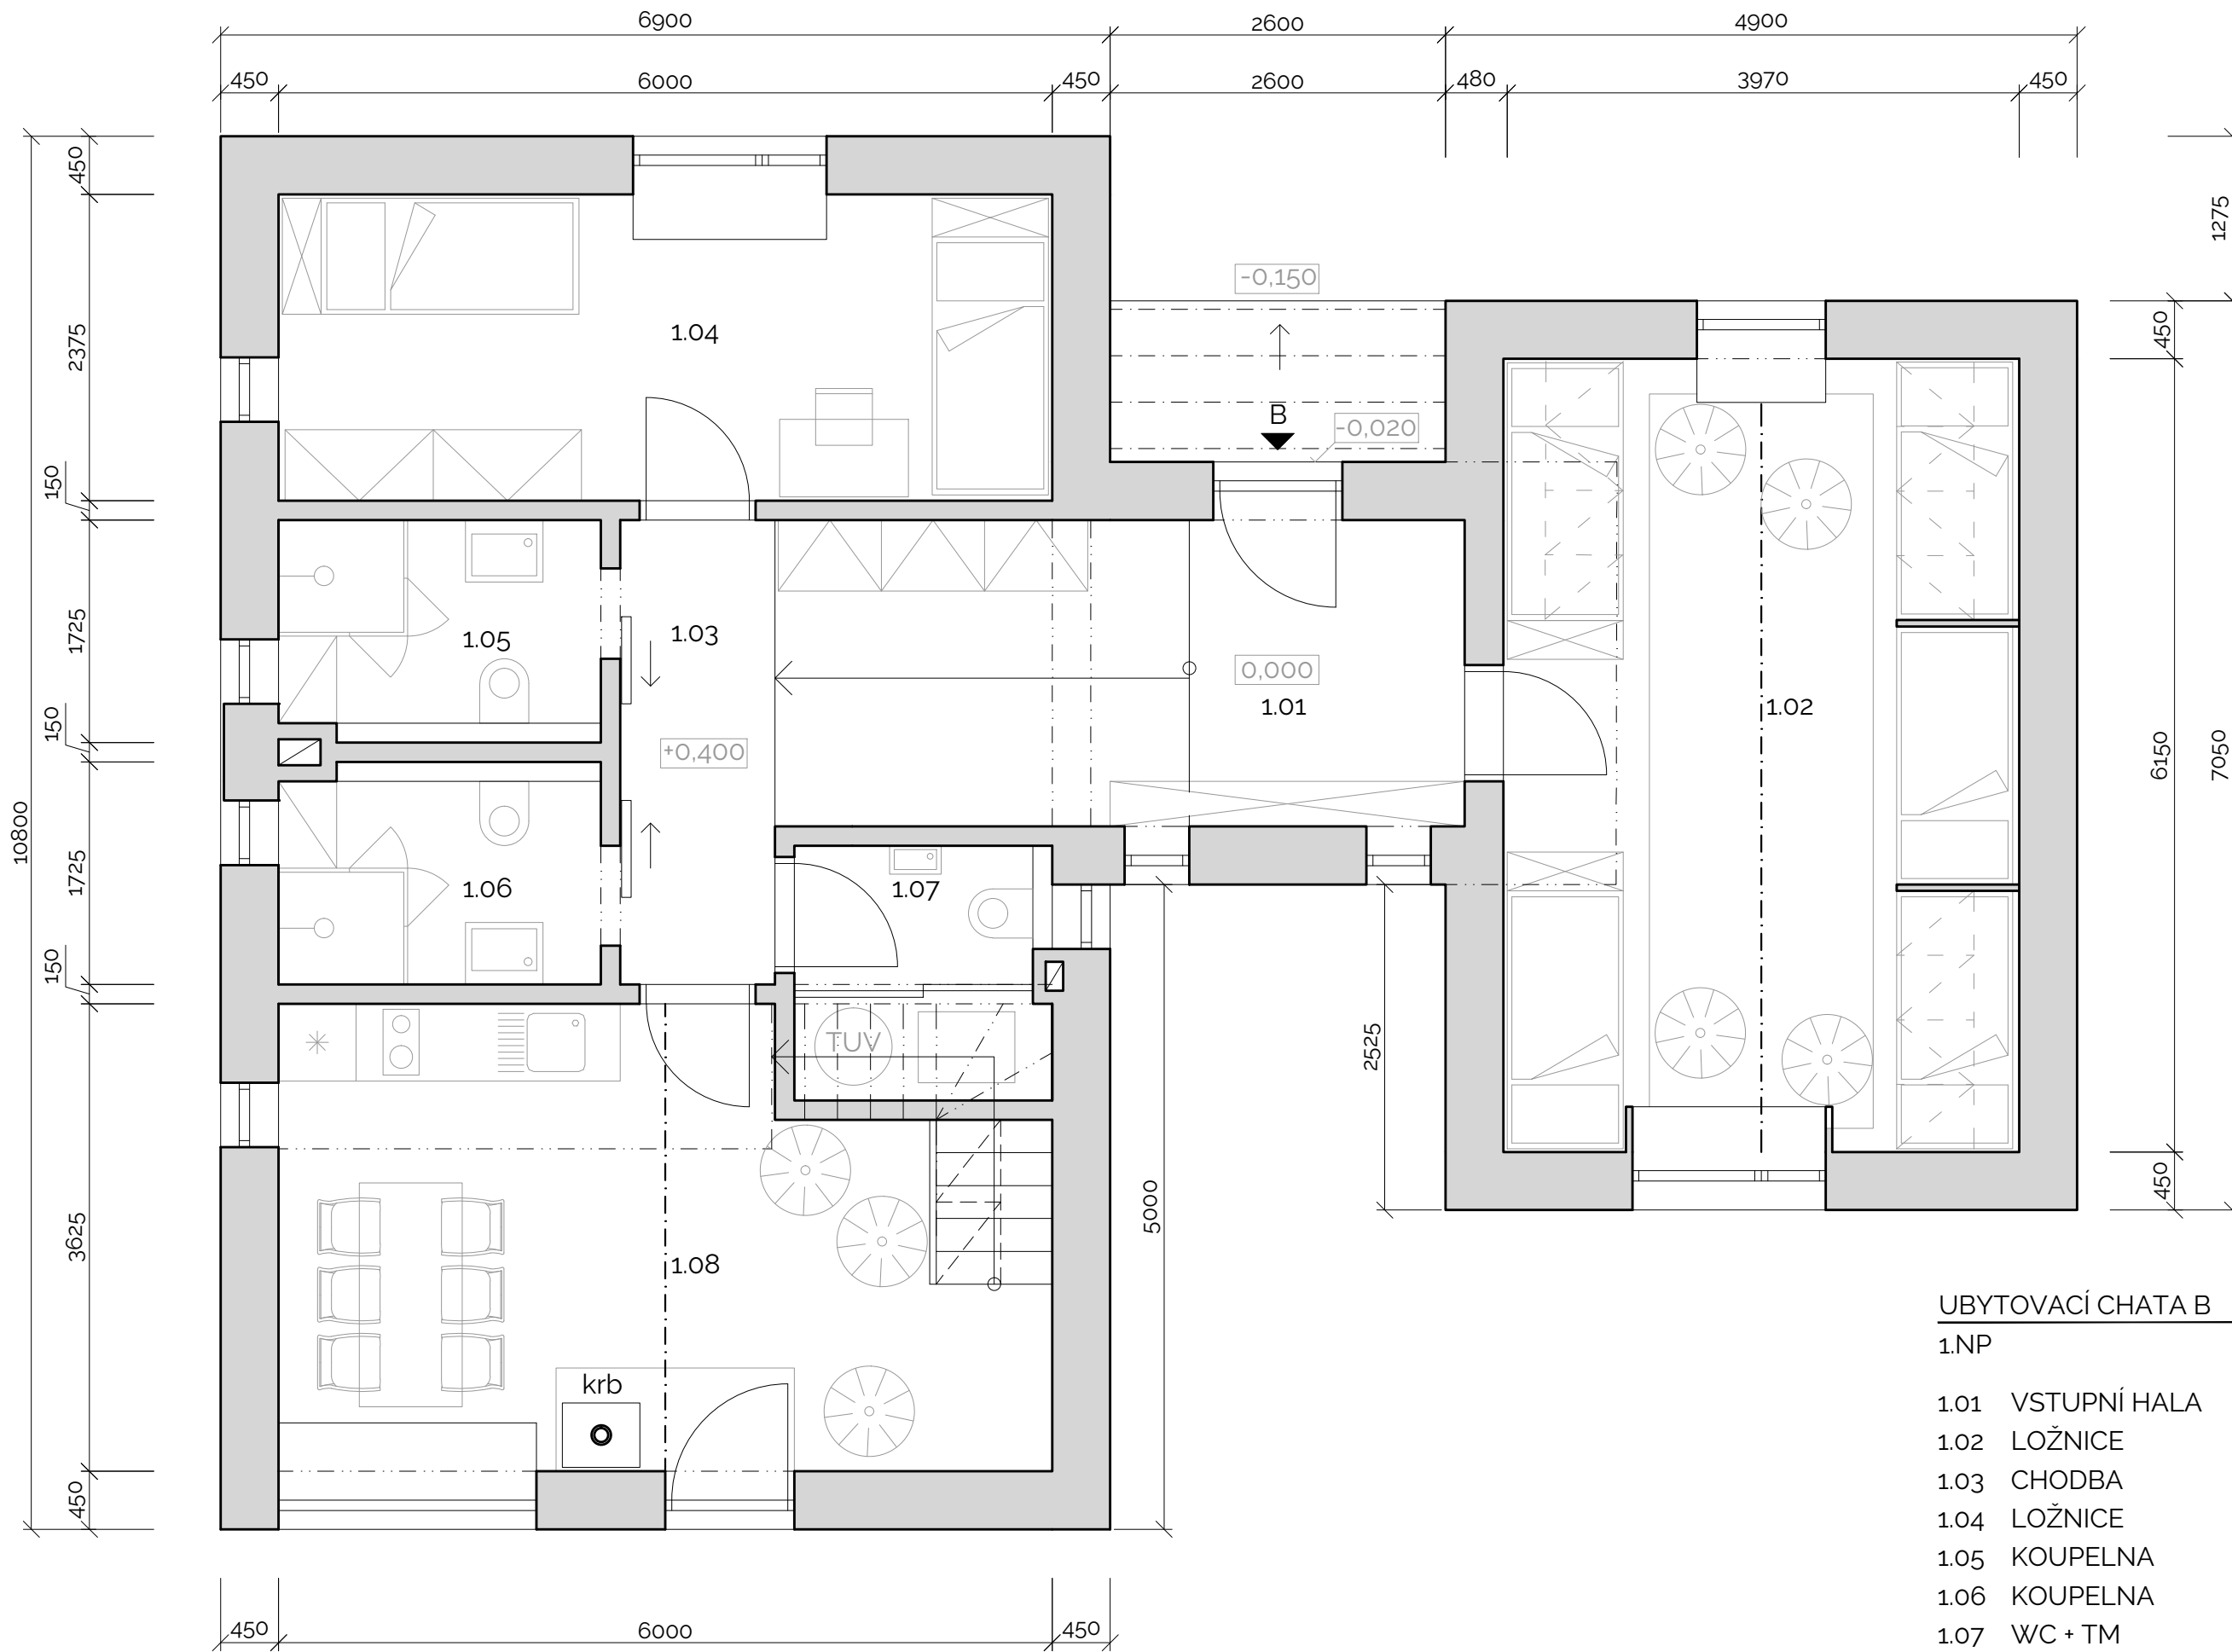 6900 2600 4900
450 6000 450 2600 480 3970 450
450
1275
-0,150
1.04
2375
450
B
-0,020
150
1725
1.05
1.03
0,000
1.01
1.02
150
+0,400
6150
7050
10800
1725
1.06
1.07
150
TUV
2525
5000
450
3625
1.08
krb
450
450 6000 450
UBYTOVACÍ CHATA B
1.NP
1.01 VSTUPNÍ HALA
1.02 LOŽNICE
1.03 CHODBA
1.04 LOŽNICE
1.05 KOUPELNA
1.06 KOUPELNA
1.07 WC + TM